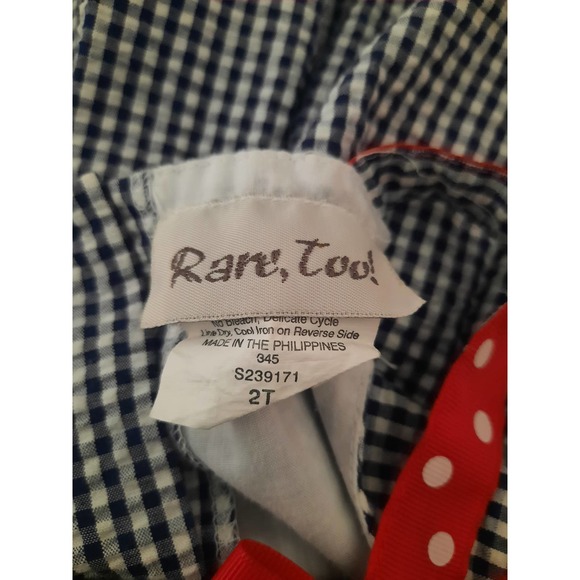 Rare, Too!
No Bleach, Delicate Cycle
Line Dry, Cool Iron on Reverse Side
MADE IN THE PHILIPPINES
345
S239171
2T